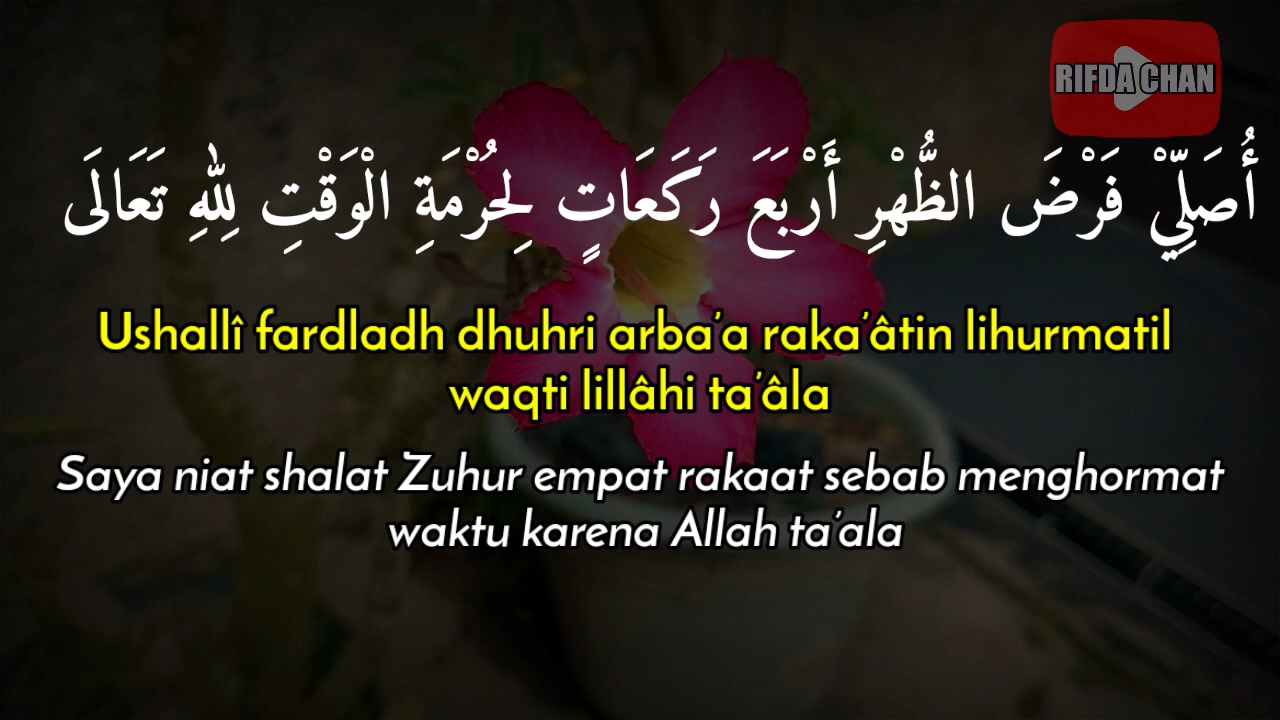 RIFDA CHAN
أُصَلِّيْ فَرْضَ الظُّهْرِ أَرْبَعَ رَكَعَاتٍ لِحُرْمَةِ الْوَقْتِ لِلّٰهِ تَعَالَى
Ushallî fardladh dhuhri arba'a raka'âtin lihurmatil
waqti lillâhi ta'âla
Saya niat shalat Zuhur empat rakaat sebab menghormat
waktu karena Allah ta'ala